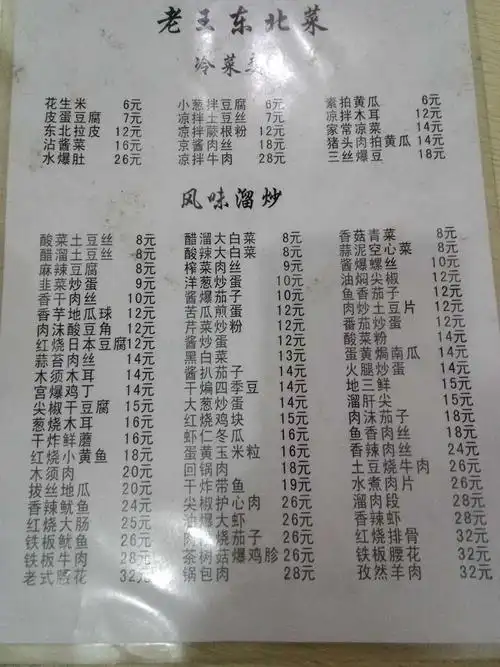 老王东北菜
冷菜类
花生米 6元 小葱拌豆腐 6元 素拍黄瓜 6元
皮蛋豆腐 7元 凉拌土豆丝 7元 凉拌木耳 12元
东北拉皮 12元 凉拌蕨根粉 12元 家常凉菜 14元
沾酱菜 16元 京酱肉丝 18元 猪头肉拍黄瓜 14元
水爆肚 26元 凉拌牛肉 28元 三丝爆豆 18元
风味溜炒
酸菜土豆丝 8元 醋溜大白菜 8元 香菇青菜 8元
醋溜土豆丝 8元 酸辣大白菜 8元 蒜泥空心菜 8元
麻辣豆腐 8元 榨菜肉丝 9元 酱爆螺丝 10元
韭菜炒蛋 9元 洋葱炒蛋 10元 油焖尖椒 12元
香干肉丝 10元 酱爆茄子 10元 鱼香茄子 12元
香芋地瓜球 12元 苦瓜煎蛋 12元 肉炒土豆片 12元
肉沫酸豆角 12元 芹菜炒粉 12元 番茄炒蛋 12元
红烧日本豆腐 12元 酱炒蛋 12元 酸菜粉 14元
蒜苔肉丝 14元 黑白菜 13元 蛋黄焗南瓜 14元
木须木耳 14元 酱扒茄子 14元 火腿炒蛋 14元
宫爆鸡丁 14元 干煸四季豆 14元 地三鲜 15元
尖椒干豆腐 15元 大葱炒蛋 14元 溜肝尖 15元
葱烧木耳 16元 红烧鸡块 15元 肉沫茄子 18元
干炸鲜蘑 16元 虾仁冬瓜 16元 鱼香肉丝 18元
红烧小黄鱼 18元 蛋黄玉米粒 16元 香辣肉丝 24元
木须肉 20元 回锅肉 18元 土豆烧牛肉 26元
拔丝地瓜 20元 干炸带鱼 19元 水煮肉片 26元
香辣鱿鱼 24元 尖椒护心肉 26元 溜肉段 28元
红烧大肠 25元 油爆大虾 26元 香辣虾 28元
铁板鱿鱼 26元 肉烧茄子 26元 红烧排骨 32元
铁板牛肉 28元 茶树菇爆鸡胗 26元 铁板腰花 32元
老式腰花 32元 锅包肉 28元 孜然羊肉 32元